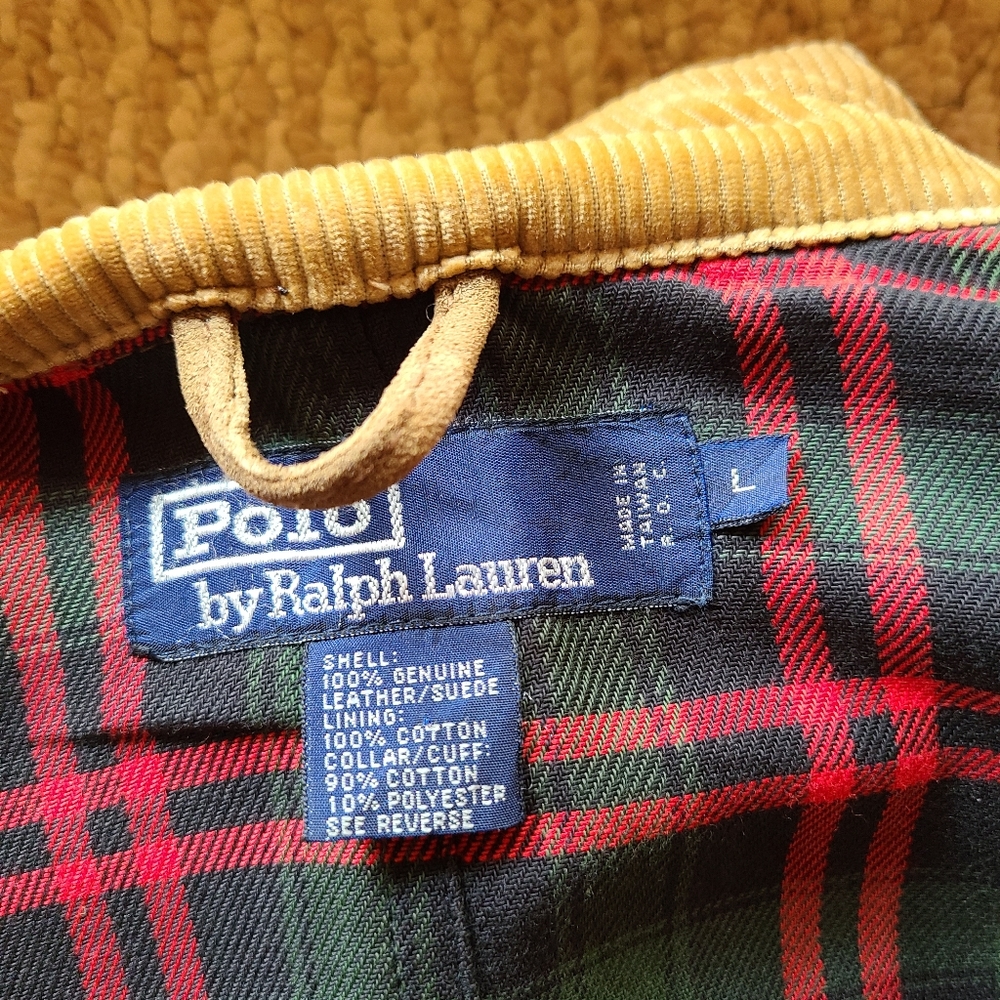 Polo
by Ralph Lauren
MADE IN
TAIWAN
R. O. C.
L
SHELL:
100% GENUINE
LEATHER/SUEDE
LINING:
100% COTTON
COLLAR/CUFF:
90% COTTON
10% POLYESTER
SEE REVERSE